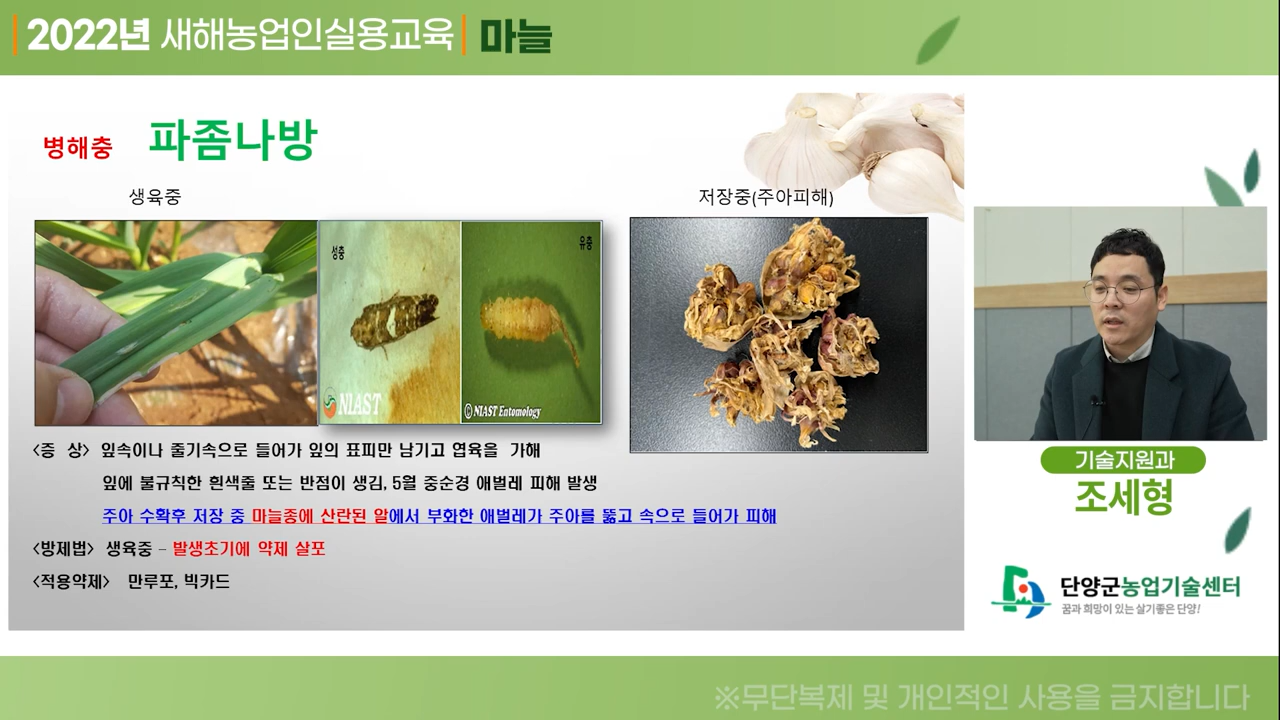 2022년 새해농업인실용교육 마늘
병해충 파좀나방
생육중
저장중(주아피해)
성충
유충
NIAST
© NIAST Entomology
<증 상> 잎속이나 줄기속으로 들어가 잎의 표피만 남기고 엽육을 가해
잎에 불규칙한 흰색줄 또는 반점이 생김, 5월 중순경 애벌레 피해 발생
주아 수확후 저장 중 마늘종에 산란된 알에서 부화한 애벌레가 주아를 뚫고 속으로 들어가 피해
<방제법> 생육중 – 발생초기에 약제 살포
<적용약제> 만루포, 빅카드
기술지원과
조세형
단양군농업기술센터
꿈과 희망이 있는 살기좋은 단양!
※무단복제 및 개인적인 사용을 금지합니다